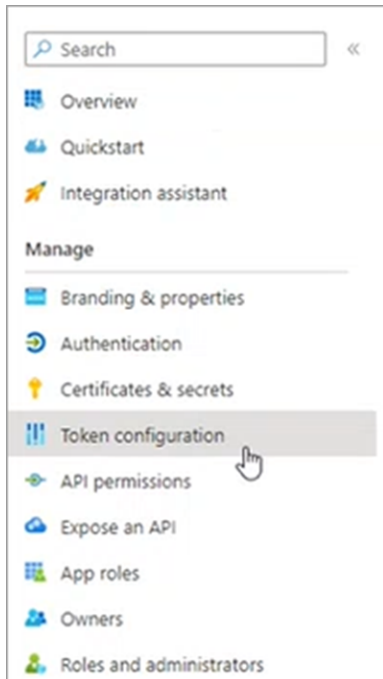 Search
Overview
Quickstart
Integration assistant
Manage
Branding & properties
Authentication
Certificates & secrets
Token configuration
API permissions
Expose an API
App roles
Owners
Roles and administrators